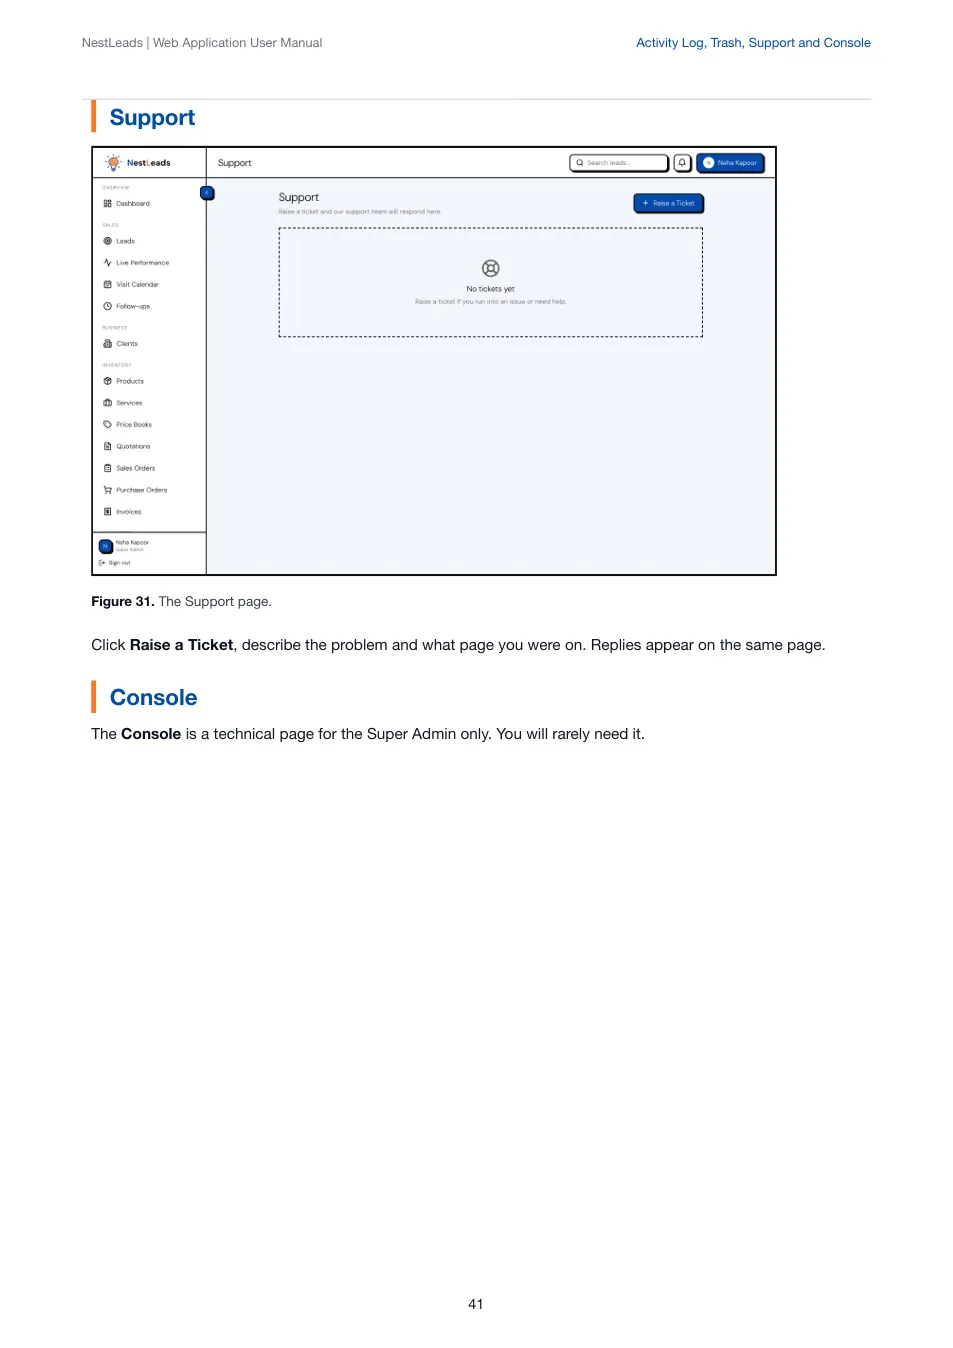 NestLeads | Web Application User Manual
Activity Log, Trash, Support and Console
Support
NestLeads
Support
Search leads...
N
Neha Kapoor
OVERVIEW
Dashboard
SALES
Leads
Live Performance
Visit Calendar
Follow-ups
BUSINESS
Clients
INVENTORY
Products
Services
Price Books
Quotations
Sales Orders
Purchase Orders
Invoices
N
Neha Kapoor
Super Admin
Sign out
Support
Raise a ticket and our support team will respond here.
+ Raise a Ticket
No tickets yet
Raise a ticket if you run into an issue or need help.
Figure 31. The Support page.
Click Raise a Ticket, describe the problem and what page you were on. Replies appear on the same page.
Console
The Console is a technical page for the Super Admin only. You will rarely need it.
41